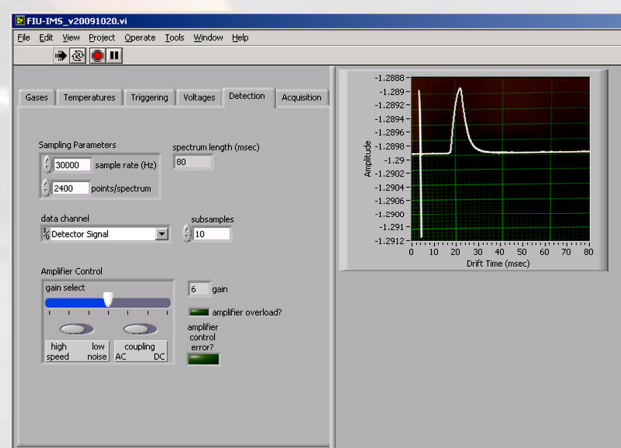 FIU-IMS_v20091020.vi
File Edit View Project Operate Tools Window Help
Gases Temperatures Triggering Voltages Detection Acquisition
Sampling Parameters
spectrum length (msec)
30000 sample rate (Hz)
80
2400 points/spectrum
data channel
subsamples
Detector Signal
10
Amplifier Control
gain select
6 gain
amplifier overload?
amplifier
control
error?
high speed
low noise
coupling
AC DC
-1.2888
-1.289
-1.2892
-1.2894
-1.2896
-1.2898
-1.29
-1.2902
-1.2904
-1.2906
-1.2900
-1.291
-1.2912
Amplitude
0 10 20 30 40 50 60 70 80
Drift Time (msec)